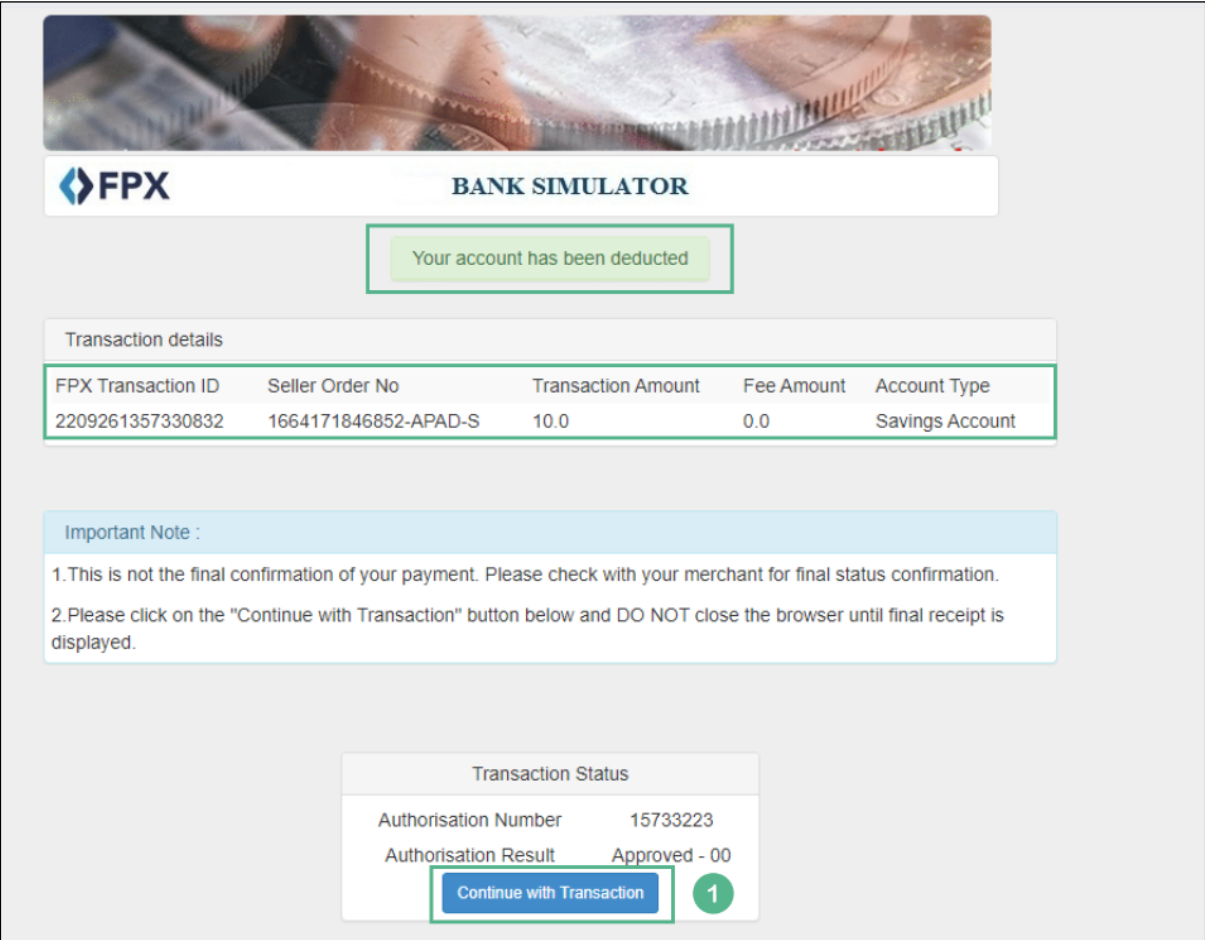 FPX
BANK SIMULATOR
Your account has been deducted
Transaction details
FPX Transaction ID Seller Order No Transaction Amount Fee Amount Account Type
2209261357330832 1664171846852-APAD-S 10.0 0.0 Savings Account
Important Note :
1.This is not the final confirmation of your payment. Please check with your merchant for final status confirmation.
2.Please click on the "Continue with Transaction" button below and DO NOT close the browser until final receipt is
displayed.
Transaction Status
Authorisation Number 15733223
Authorisation Result Approved - 00
Continue with Transaction 1